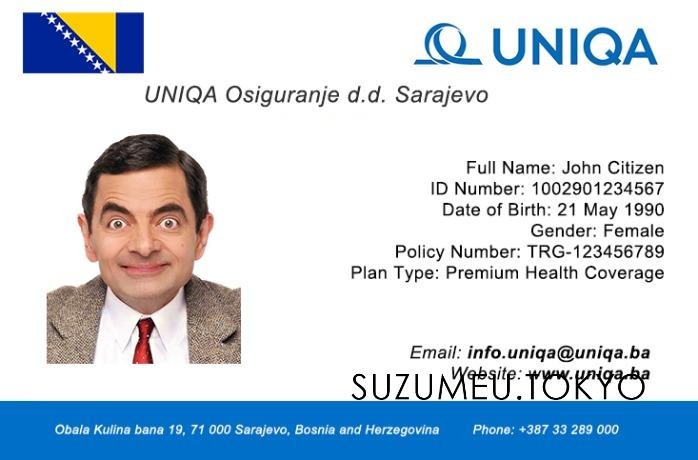 UNIQA
UNIQA Osiguranje d.d. Sarajevo
Full Name: John Citizen
ID Number: 1002901234567
Date of Birth: 21 May 1990
Gender: Female
Policy Number: TRG-123456789
Plan Type: Premium Health Coverage
Email: info.uniqa@uniqa.ba
Website: www.uniqa.ba
SUZUMEU.TOKYO
Obala Kulina bana 19, 71 000 Sarajevo, Bosnia and Herzegovina Phone: +387 33 289 000